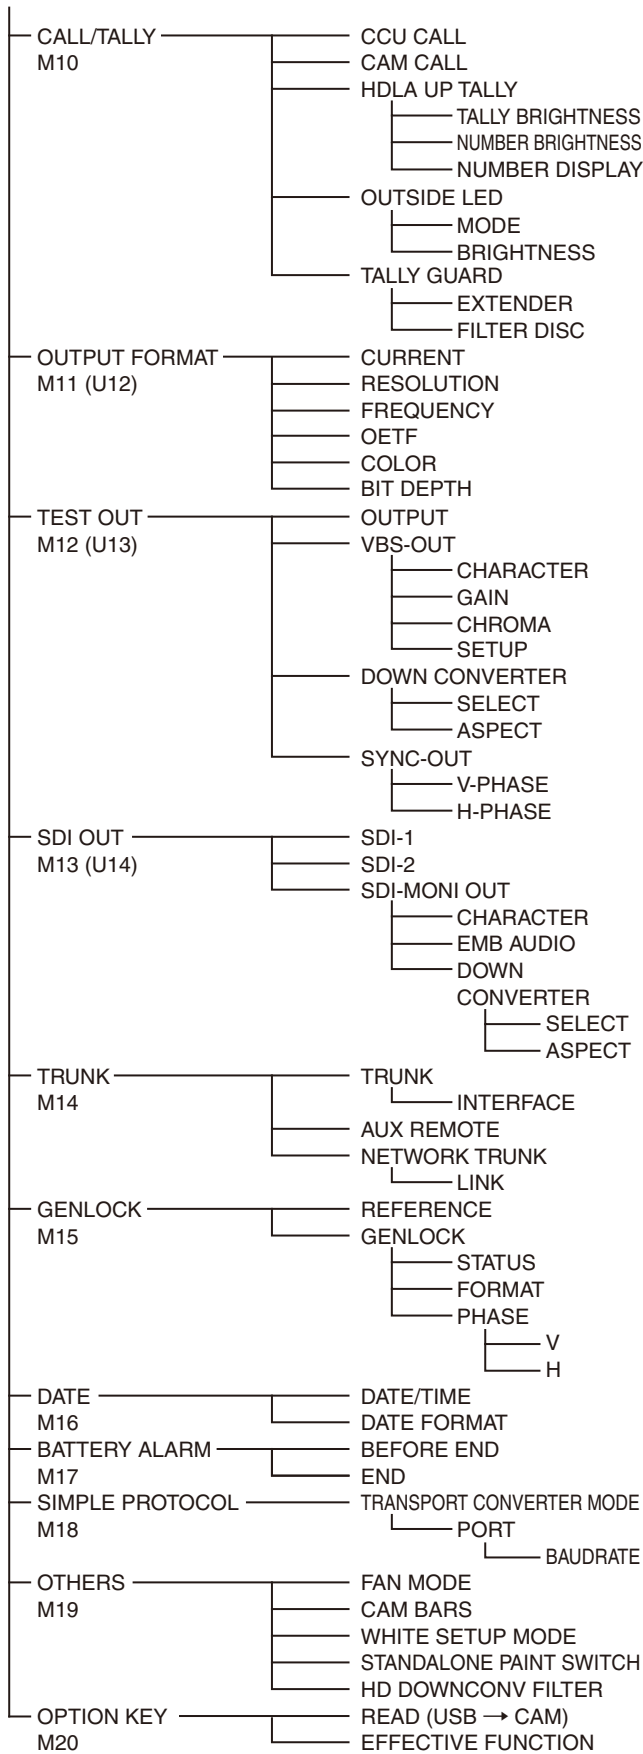 CALL/TALLY CCU CALL
M10 CAM CALL
HDLA UP TALLY
TALLY BRIGHTNESS
NUMBER BRIGHTNESS
NUMBER DISPLAY
OUTSIDE LED
MODE
BRIGHTNESS
TALLY GUARD
EXTENDER
FILTER DISC
OUTPUT FORMAT CURRENT
M11 (U12) RESOLUTION
FREQUENCY
OETF
COLOR
BIT DEPTH
TEST OUT OUTPUT
M12 (U13) VBS-OUT
CHARACTER
GAIN
CHROMA
SETUP
DOWN CONVERTER
SELECT
ASPECT
SYNC-OUT
V-PHASE
H-PHASE
SDI OUT SDI-1
M13 (U14) SDI-2
SDI-MONI OUT
CHARACTER
EMB AUDIO
DOWN
CONVERTER
SELECT
ASPECT
TRUNK TRUNK
M14 INTERFACE
AUX REMOTE
NETWORK TRUNK
LINK
GENLOCK REFERENCE
M15 GENLOCK
STATUS
FORMAT
PHASE
V
H
DATE DATE/TIME
M16 DATE FORMAT
BATTERY ALARM BEFORE END
M17 END
SIMPLE PROTOCOL TRANSPORT CONVERTER MODE
M18 PORT
BAUDRATE
OTHERS FAN MODE
M19 CAM BARS
WHITE SETUP MODE
STANDALONE PAINT SWITCH
HD DOWNCONV FILTER
OPTION KEY READ (USB → CAM)
M20 EFFECTIVE FUNCTION